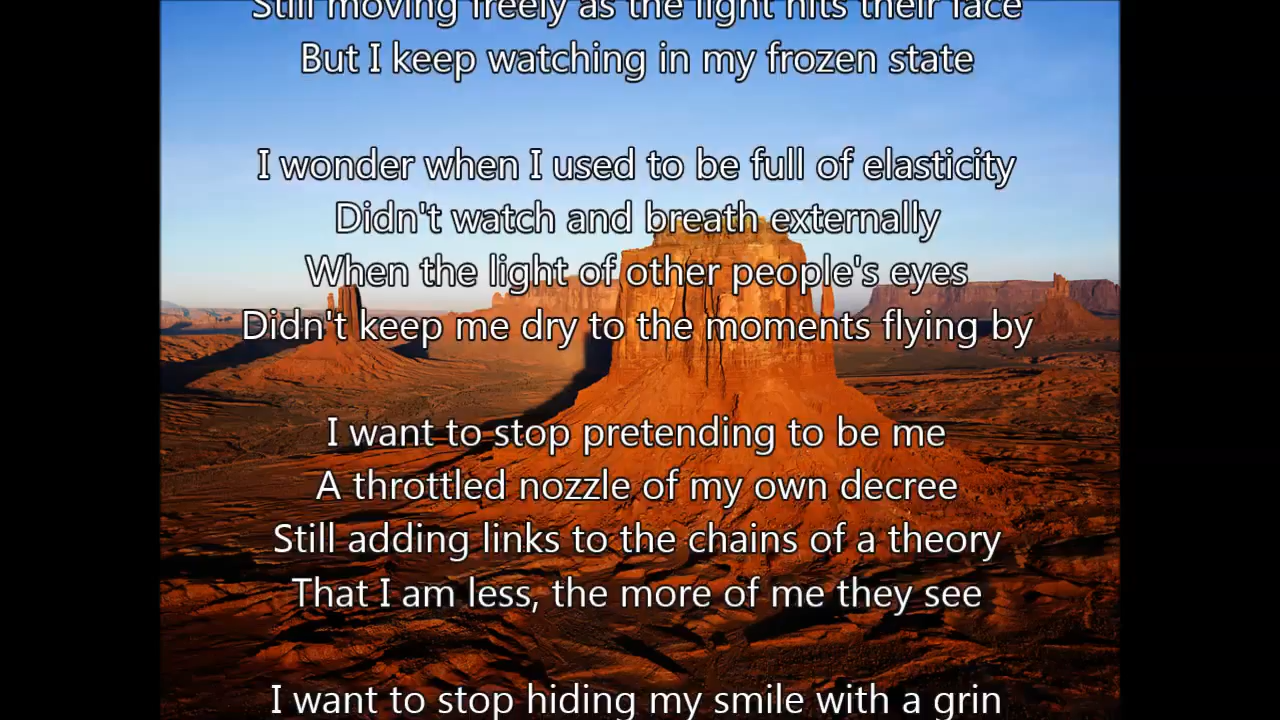 Still moving freely as the light hits their face
But I keep watching in my frozen state
I wonder when I used to be full of elasticity
Didn't watch and breath externally
When the light of other people's eyes
Didn't keep me dry to the moments flying by
I want to stop pretending to be me
A throttled nozzle of my own decree
Still adding links to the chains of a theory
That I am less, the more of me they see
I want to stop hiding my smile with a grin